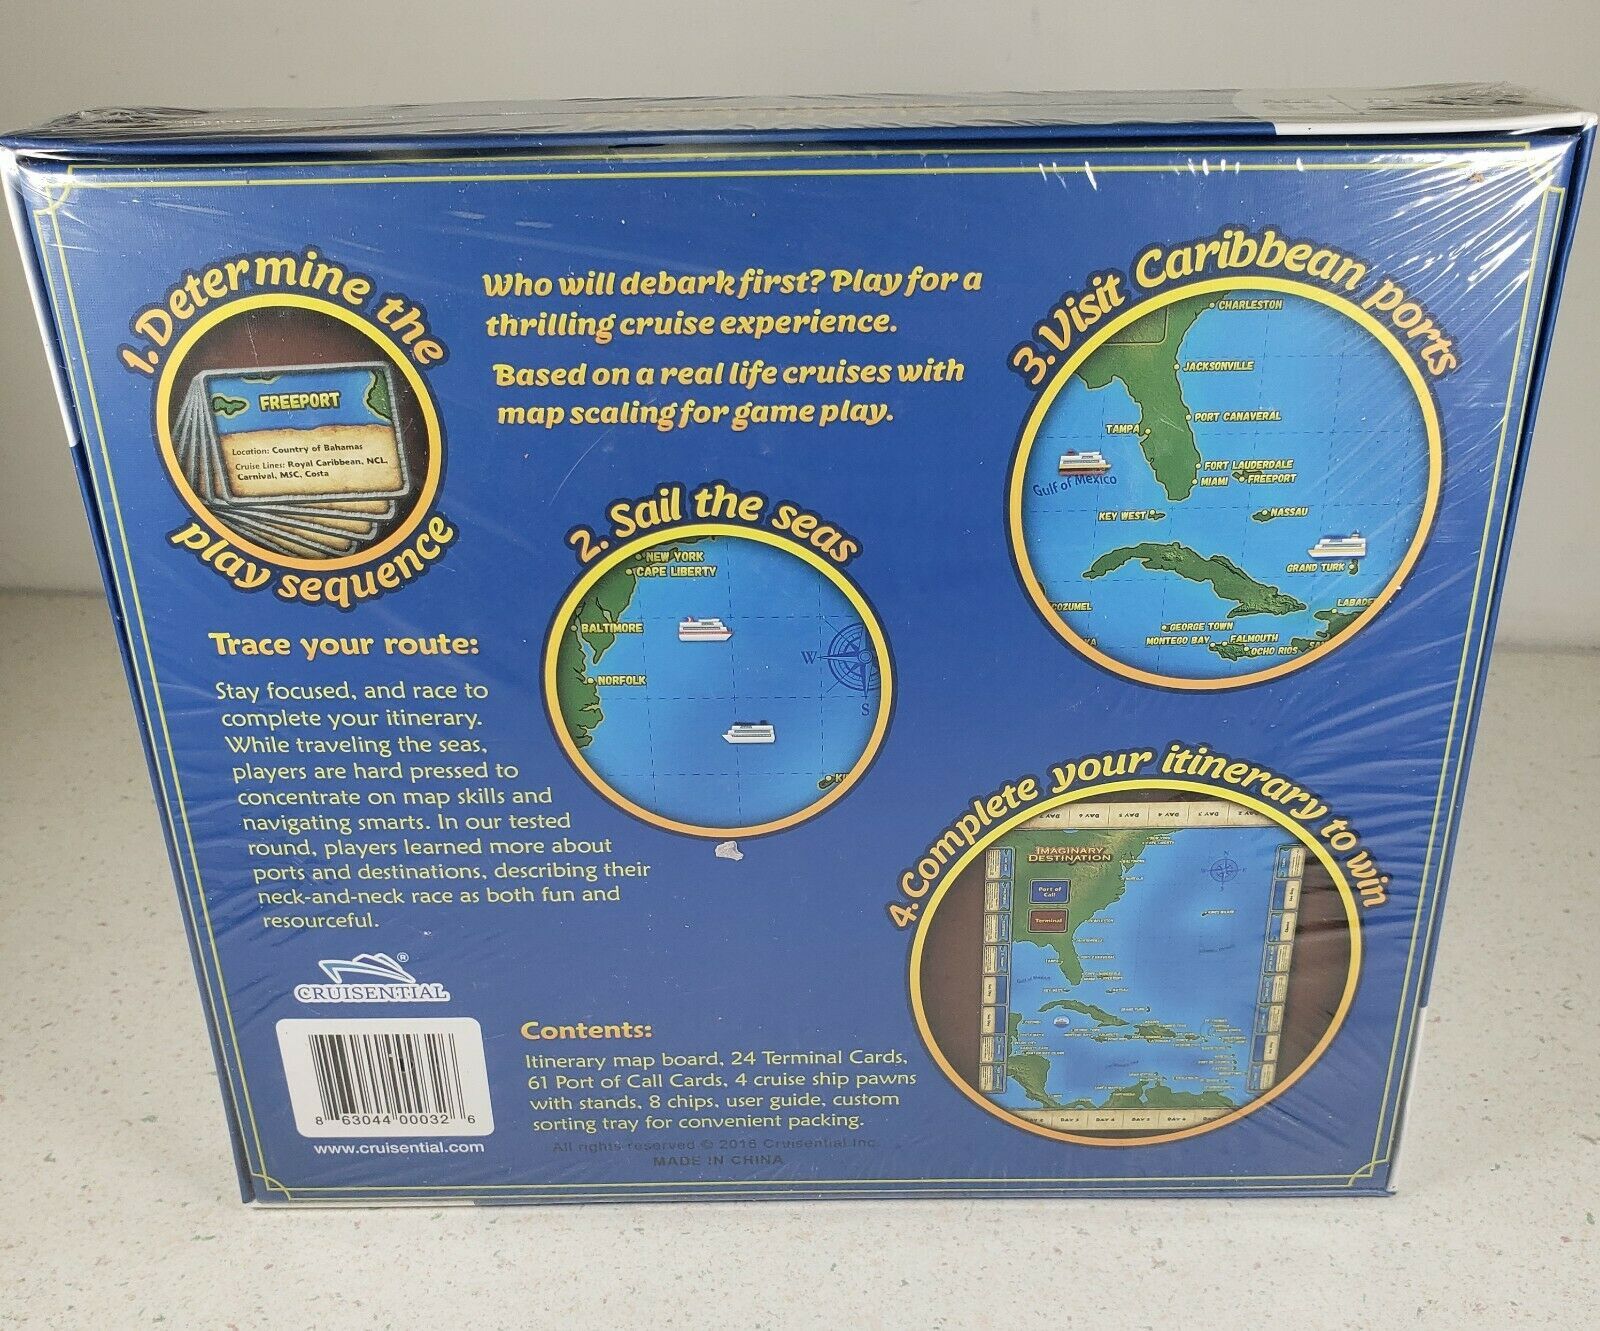 1. Determine the
play sequence
FREEPORT
Location: Country of Bahamas
Cruise Lines: Royal Caribbean, NCL,
Carnival, MSC, Costa
Who will debark first? Play for a
thrilling cruise experience.
Based on a real life cruises with
map scaling for game play.
2. Sail the seas
NEW YORK
CAPE LIBERTY
BALTIMORE
NORFOLK
W
S
3. Visit Caribbean ports
CHARLESTON
JACKSONVILLE
PORT CANAVERAL
TAMPA
FORT LAUDERDALE
MIAMI
FREEPORT
Gulf of Mexico
KEY WEST
NASSAU
GRAND TURK
COZUMEL
LABADE
GEORGE TOWN
MONTEGO BAY
FALMOUTH
OCHO RIOS
Trace your route:
Stay focused, and race to
complete your itinerary.
While traveling the seas,
players are hard pressed to
concentrate on map skills and
navigating smarts. In our tested
round, players learned more about
ports and destinations, describing their
neck-and-neck race as both fun and
resourceful.
4. Complete your itinerary to win
IMAGINARY
DESTINATION
Port of
Call
Terminal
CRUISENTIAL®
8 63044 00032 6
www.cruisential.com
Contents:
Itinerary map board, 24 Terminal Cards,
61 Port of Call Cards, 4 cruise ship pawns
with stands, 8 chips, user guide, custom
sorting tray for convenient packing.
All rights reserved © 2016 Cruisential Inc.
MADE IN CHINA